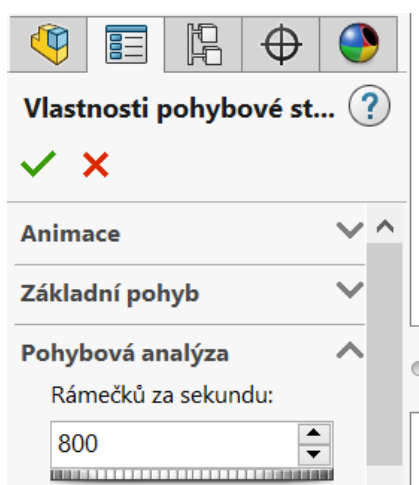 Vlastnosti pohybové st... ?
Animace
Základní pohyb
Pohybová analýza
Rámečků za sekundu:
800